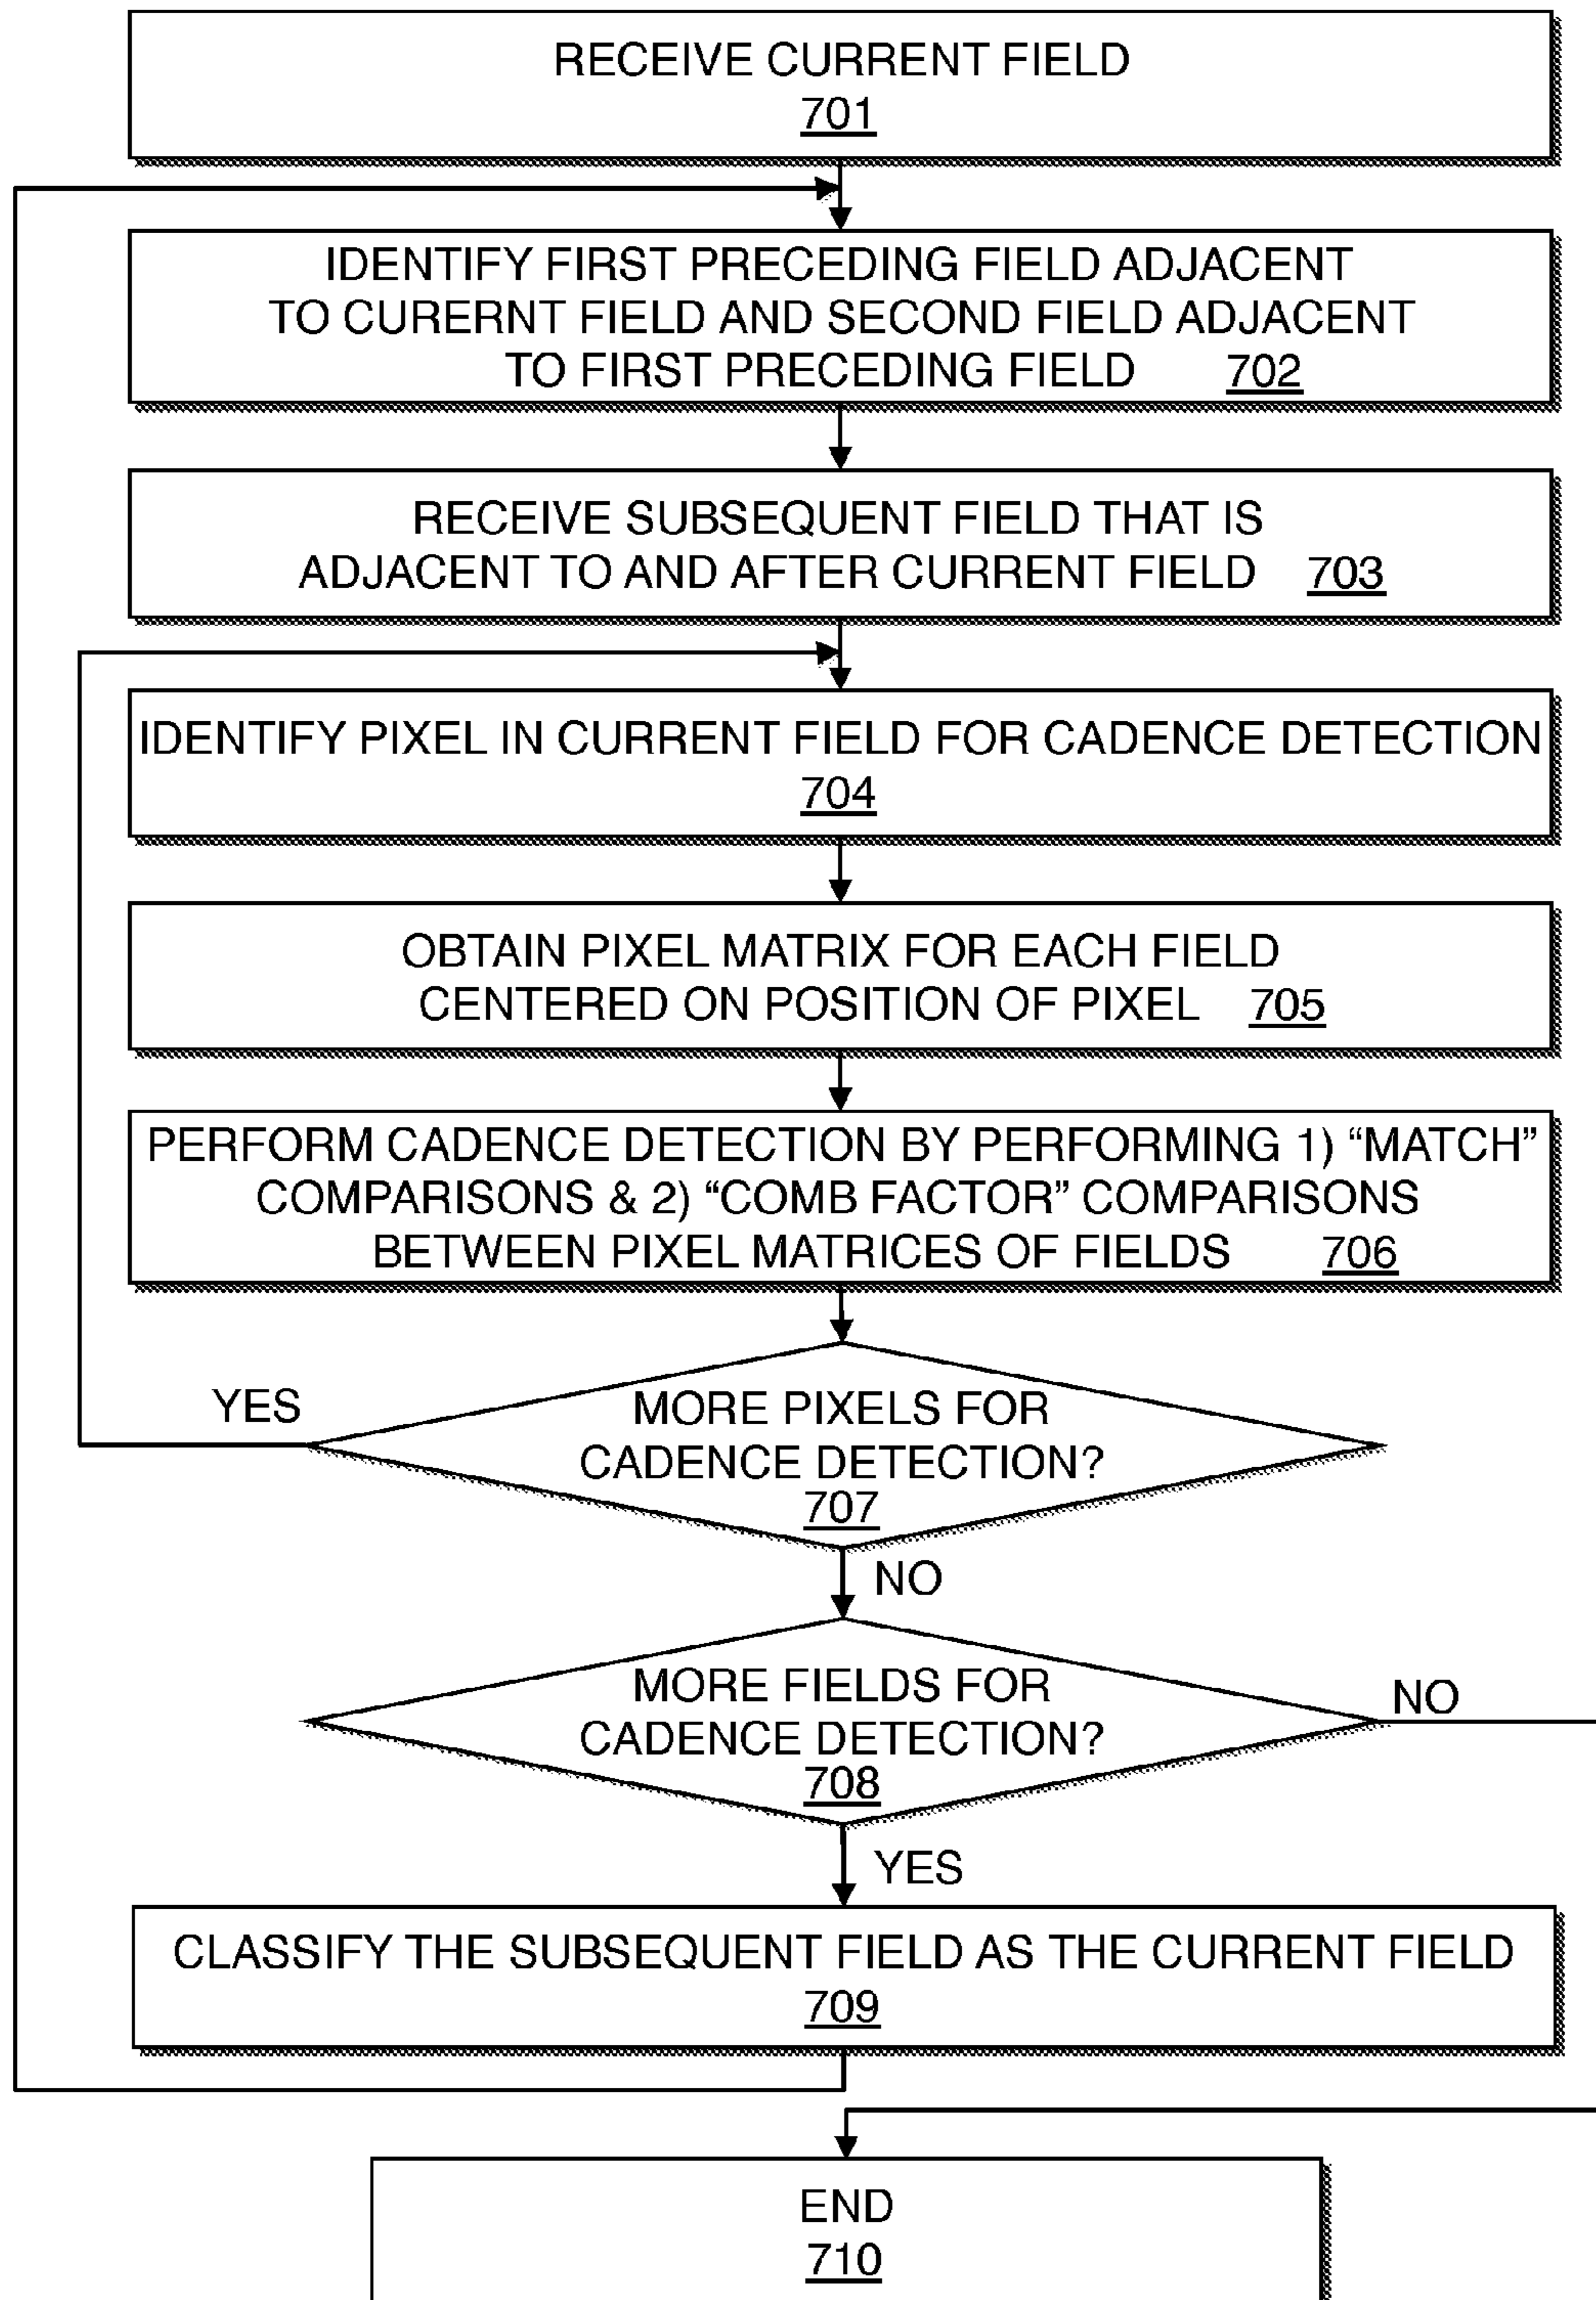 RECEIVE CURRENT FIELD
701
IDENTIFY FIRST PRECEDING FIELD ADJACENT
TO CURERNT FIELD AND SECOND FIELD ADJACENT
TO FIRST PRECEDING FIELD 702
RECEIVE SUBSEQUENT FIELD THAT IS
ADJACENT TO AND AFTER CURRENT FIELD 703
IDENTIFY PIXEL IN CURRENT FIELD FOR CADENCE DETECTION
704
OBTAIN PIXEL MATRIX FOR EACH FIELD
CENTERED ON POSITION OF PIXEL 705
PERFORM CADENCE DETECTION BY PERFORMING 1) “MATCH”
COMPARISONS & 2) “COMB FACTOR” COMPARISONS
BETWEEN PIXEL MATRICES OF FIELDS 706
YES
MORE PIXELS FOR
CADENCE DETECTION?
707
NO
MORE FIELDS FOR
CADENCE DETECTION?
708
NO
YES
CLASSIFY THE SUBSEQUENT FIELD AS THE CURRENT FIELD
709
END
710